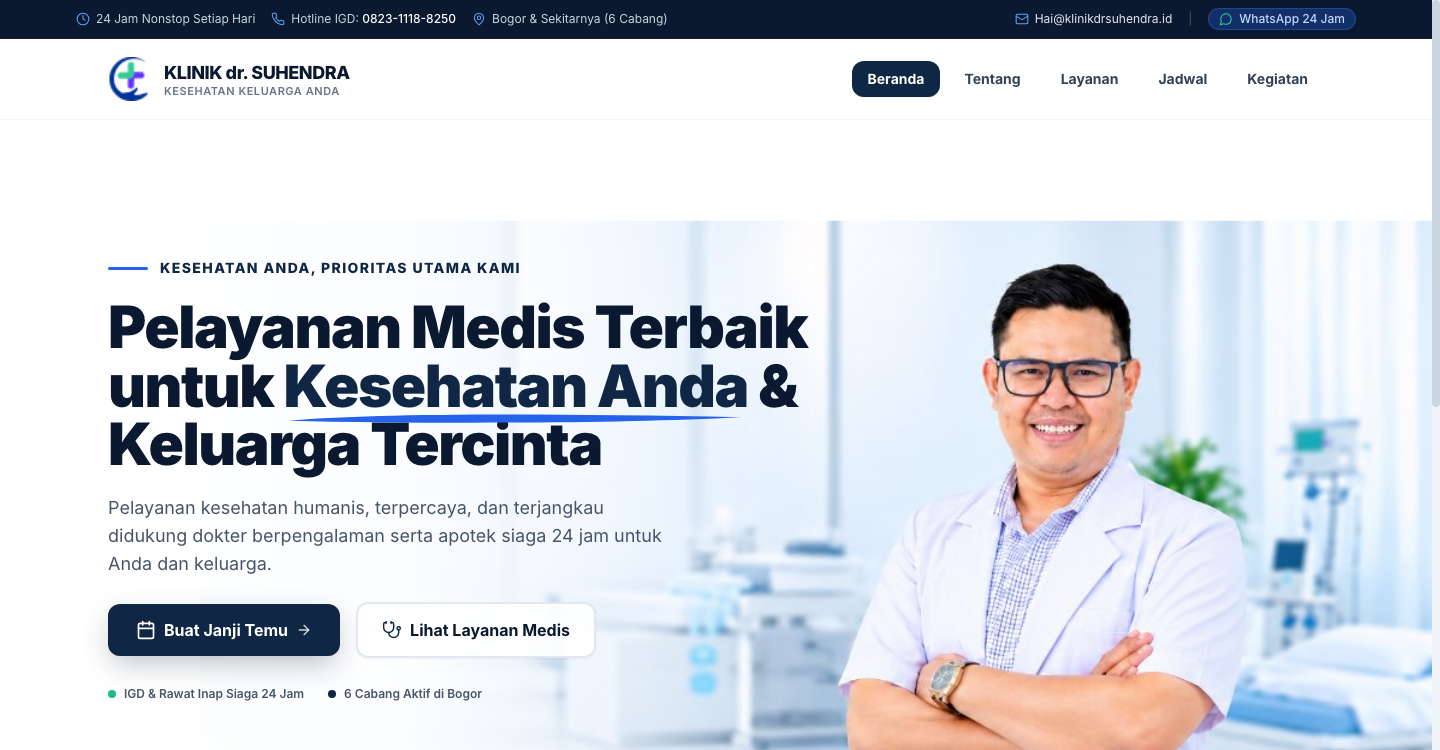 24 Jam Nonstop Setiap Hari
Hotline IGD: 0823-1118-8250
Bogor & Sekitarnya (6 Cabang)
Hai@klinikdrsuhendra.id
WhatsApp 24 Jam
KLINIK dr. SUHENDRA
KESEHATAN KELUARGA ANDA
Beranda
Tentang
Layanan
Jadwal
Kegiatan
KESEHATAN ANDA, PRIORITAS UTAMA KAMI
Pelayanan Medis Terbaik
untuk Kesehatan Anda &
Keluarga Tercinta
Pelayanan kesehatan humanis, terpercaya, dan terjangkau
didukung dokter berpengalaman serta apotek siaga 24 jam untuk
Anda dan keluarga.
Buat Janji Temu
Lihat Layanan Medis
IGD & Rawat Inap Siaga 24 Jam
6 Cabang Aktif di Bogor